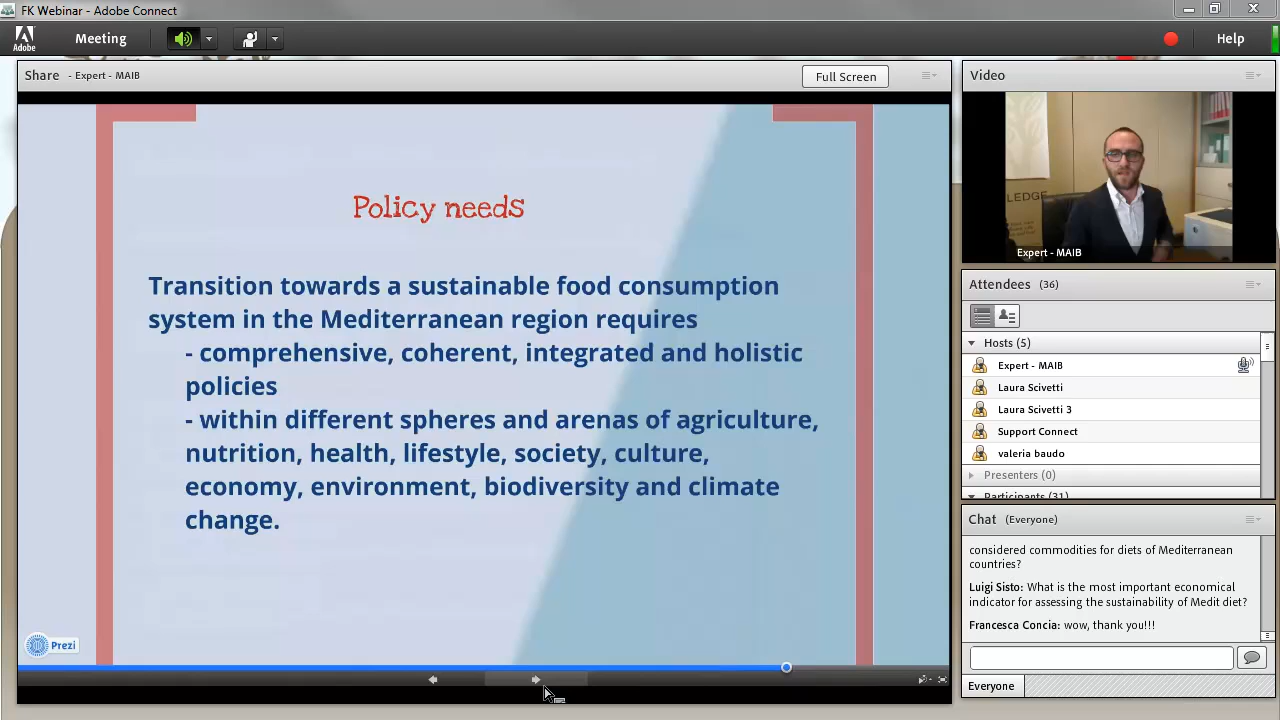 FK Webinar - Adobe Connect
Adobe
Meeting
Help
Share - Expert - MAIB
Full Screen
Policy needs
Transition towards a sustainable food consumption
system in the Mediterranean region requires
- comprehensive, coherent, integrated and holistic
policies
- within different spheres and arenas of agriculture,
nutrition, health, lifestyle, society, culture,
economy, environment, biodiversity and climate
change.
Prezi
Video
Expert - MAIB
Attendees (36)
Hosts (5)
Expert - MAIB
Laura Scivetti
Laura Scivetti 3
Support Connect
valeria baudo
Presenters (0)
Participants (31)
Chat (Everyone)
considered commodities for diets of Mediterranean
countries?
Luigi Sisto: What is the most important economical
indicator for assessing the sustainability of Medit diet?
Francesca Concia: wow, thank you!!!
Everyone